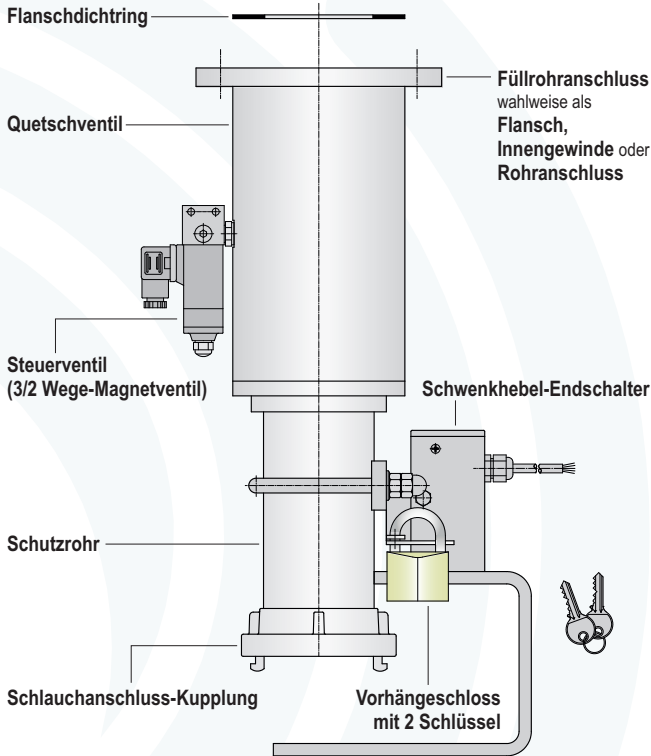 Flanschdichtring
Füllrohranschluss
wahlweise als
Flansch,
Innengewinde oder
Rohranschluss
Quetschventil
Steuerventil
(3/2 Wege-Magnetventil)
Schwenkhebel-Endschalter
Schutzrohr
Schlauchanschluss-Kupplung
Vorhängeschloss
mit 2 Schlüssel